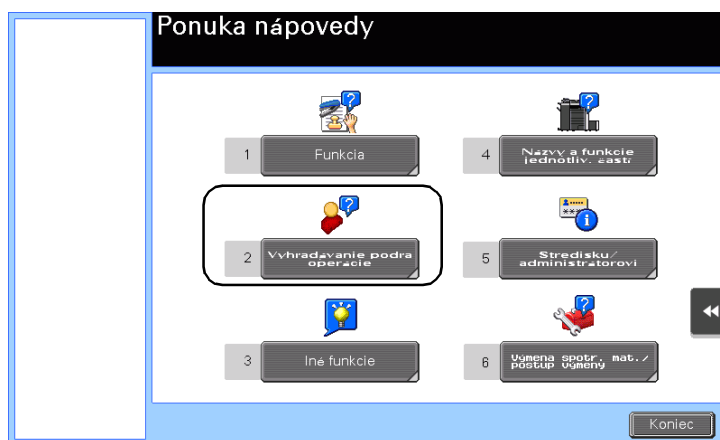 Ponuka nápovedy
1 Funkcia
4 Názvy a funkcie
jednotliv. častí
2 Vyhľadávanie podľa
operácie
5 Stredisku/
administrátorovi
3 Iné funkcie
6 Výmena spotr. mat./
postup výmeny
Koniec